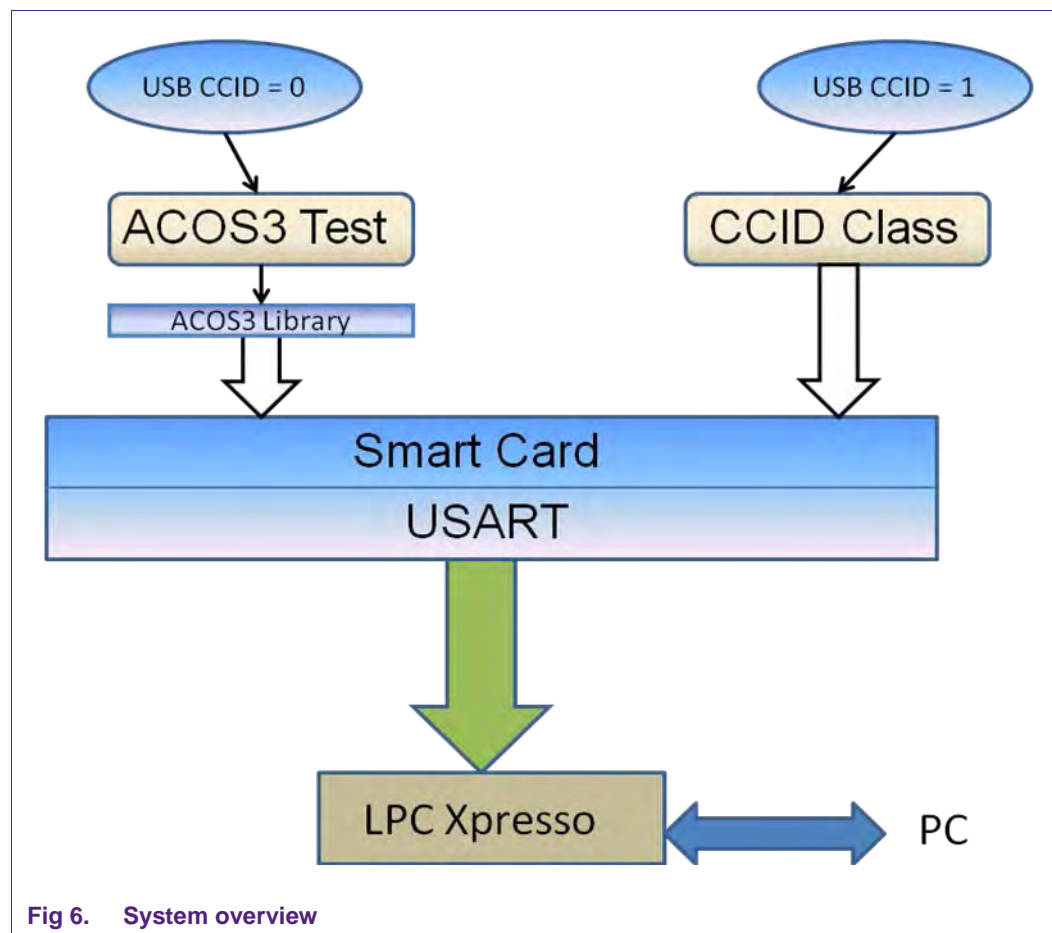 USB CCID = 0
USB CCID = 1
ACOS3 Test
CCID Class
ACOS3 Library
Smart Card
USART
LPC Xpresso
PC
Fig 6. System overview